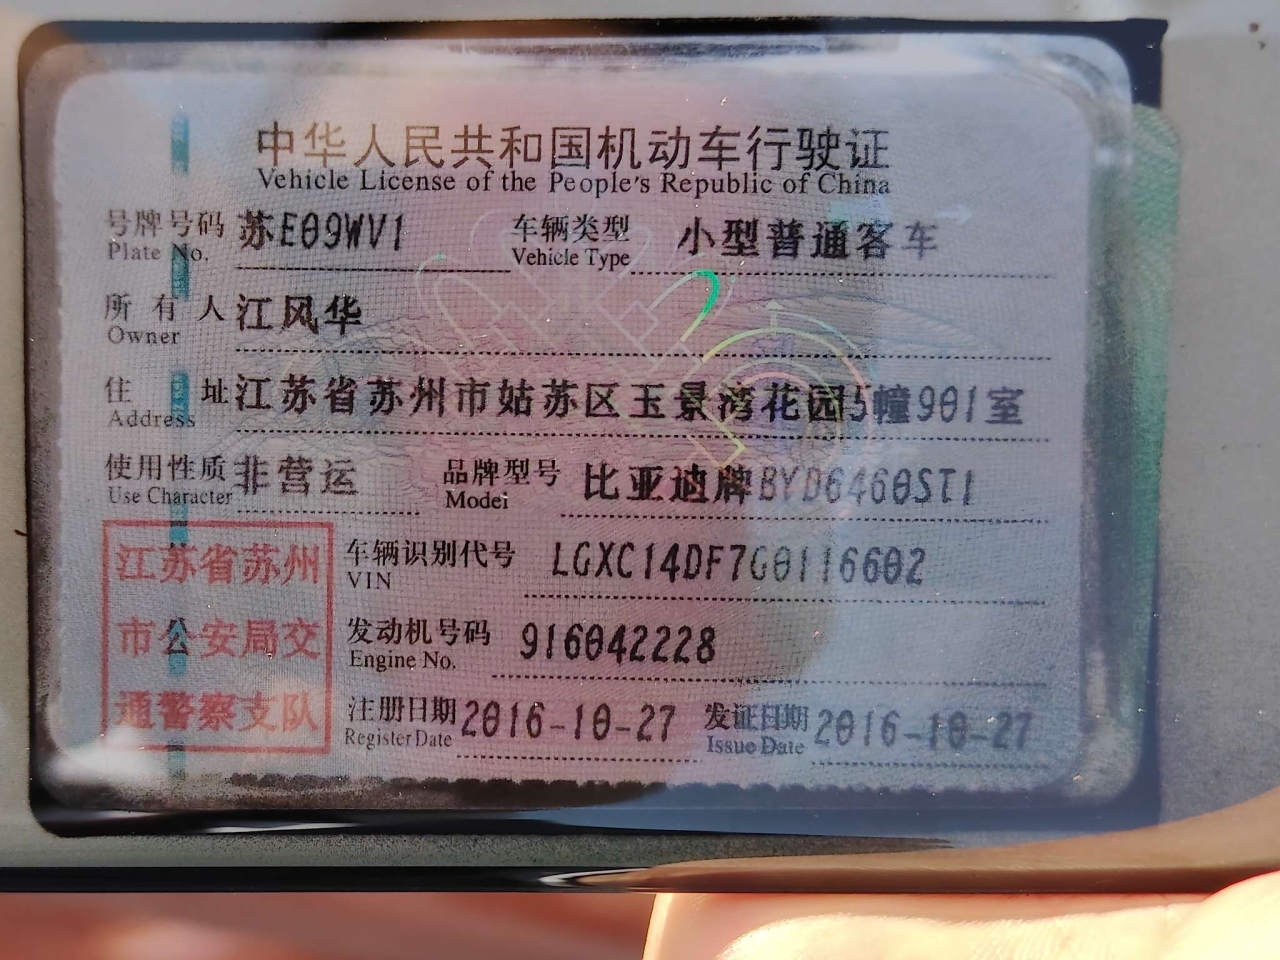 中华人民共和国机动车行驶证
Vehicle License of the People's Republic of China
号牌号码 苏E09WV1 车辆类型 小型普通客车
Plate No. Vehicle Type
所有人 江风华
Owner
住址 江苏省苏州市姑苏区玉景湾花园5幢901室
Address
使用性质 非营运 品牌型号 比亚迪牌BYD6460ST1
Use Character Model
江苏省苏州 车辆识别代号 LGXC14DF7G0116602
VIN
市公安局交 发动机号码 916042228
Engine No.
通警察支队 注册日期 2016-10-27 发证日期 2016-10-27
Register Date Issue Date